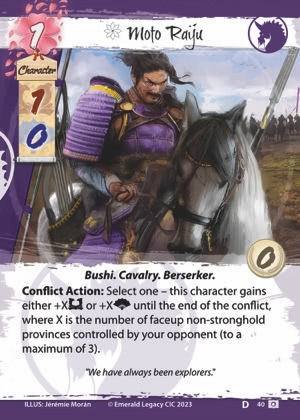 1
Moto Raiju
Character
1
0
0
Bushi. Cavalry. Berserker.
Conflict Action: Select one – this character gains
either +X or +X until the end of the conflict,
where X is the number of faceup non-stronghold
provinces controlled by your opponent (to a
maximum of 3).
"We have always been explorers."
ILLUS: Jérémie Morán © Emerald Legacy CIC 2023 D 40